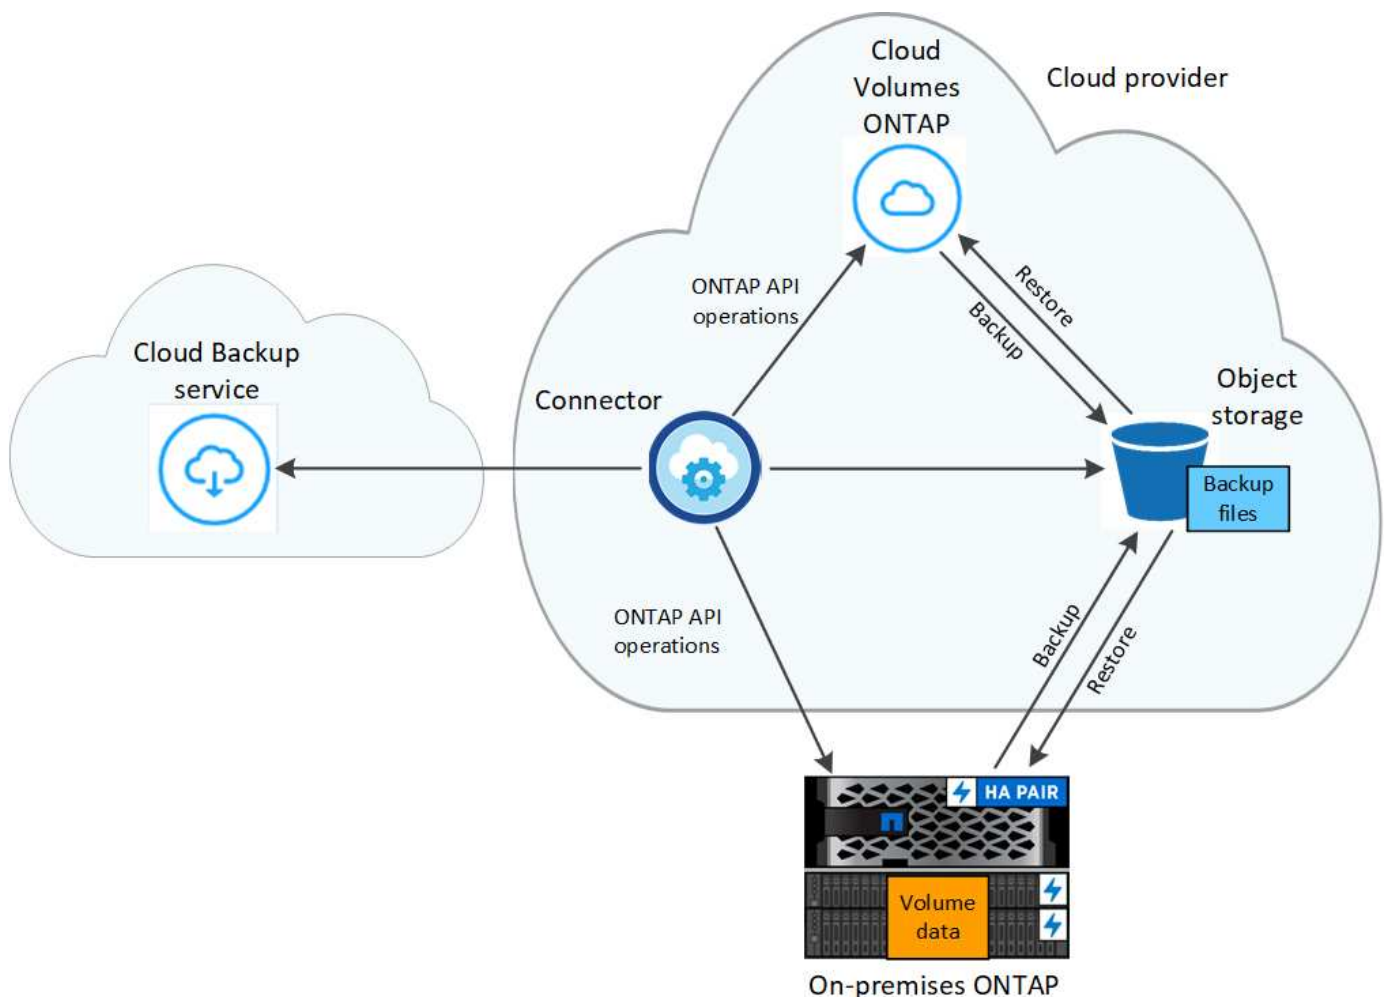 Cloud
Volumes
ONTAP
Cloud provider
ONTAP API
operations
Restore
Backup
Cloud Backup
service
Connector
Object
storage
Backup
files
ONTAP API
operations
Backup
Restore
HA PAIR
Volume
data
On-premises ONTAP